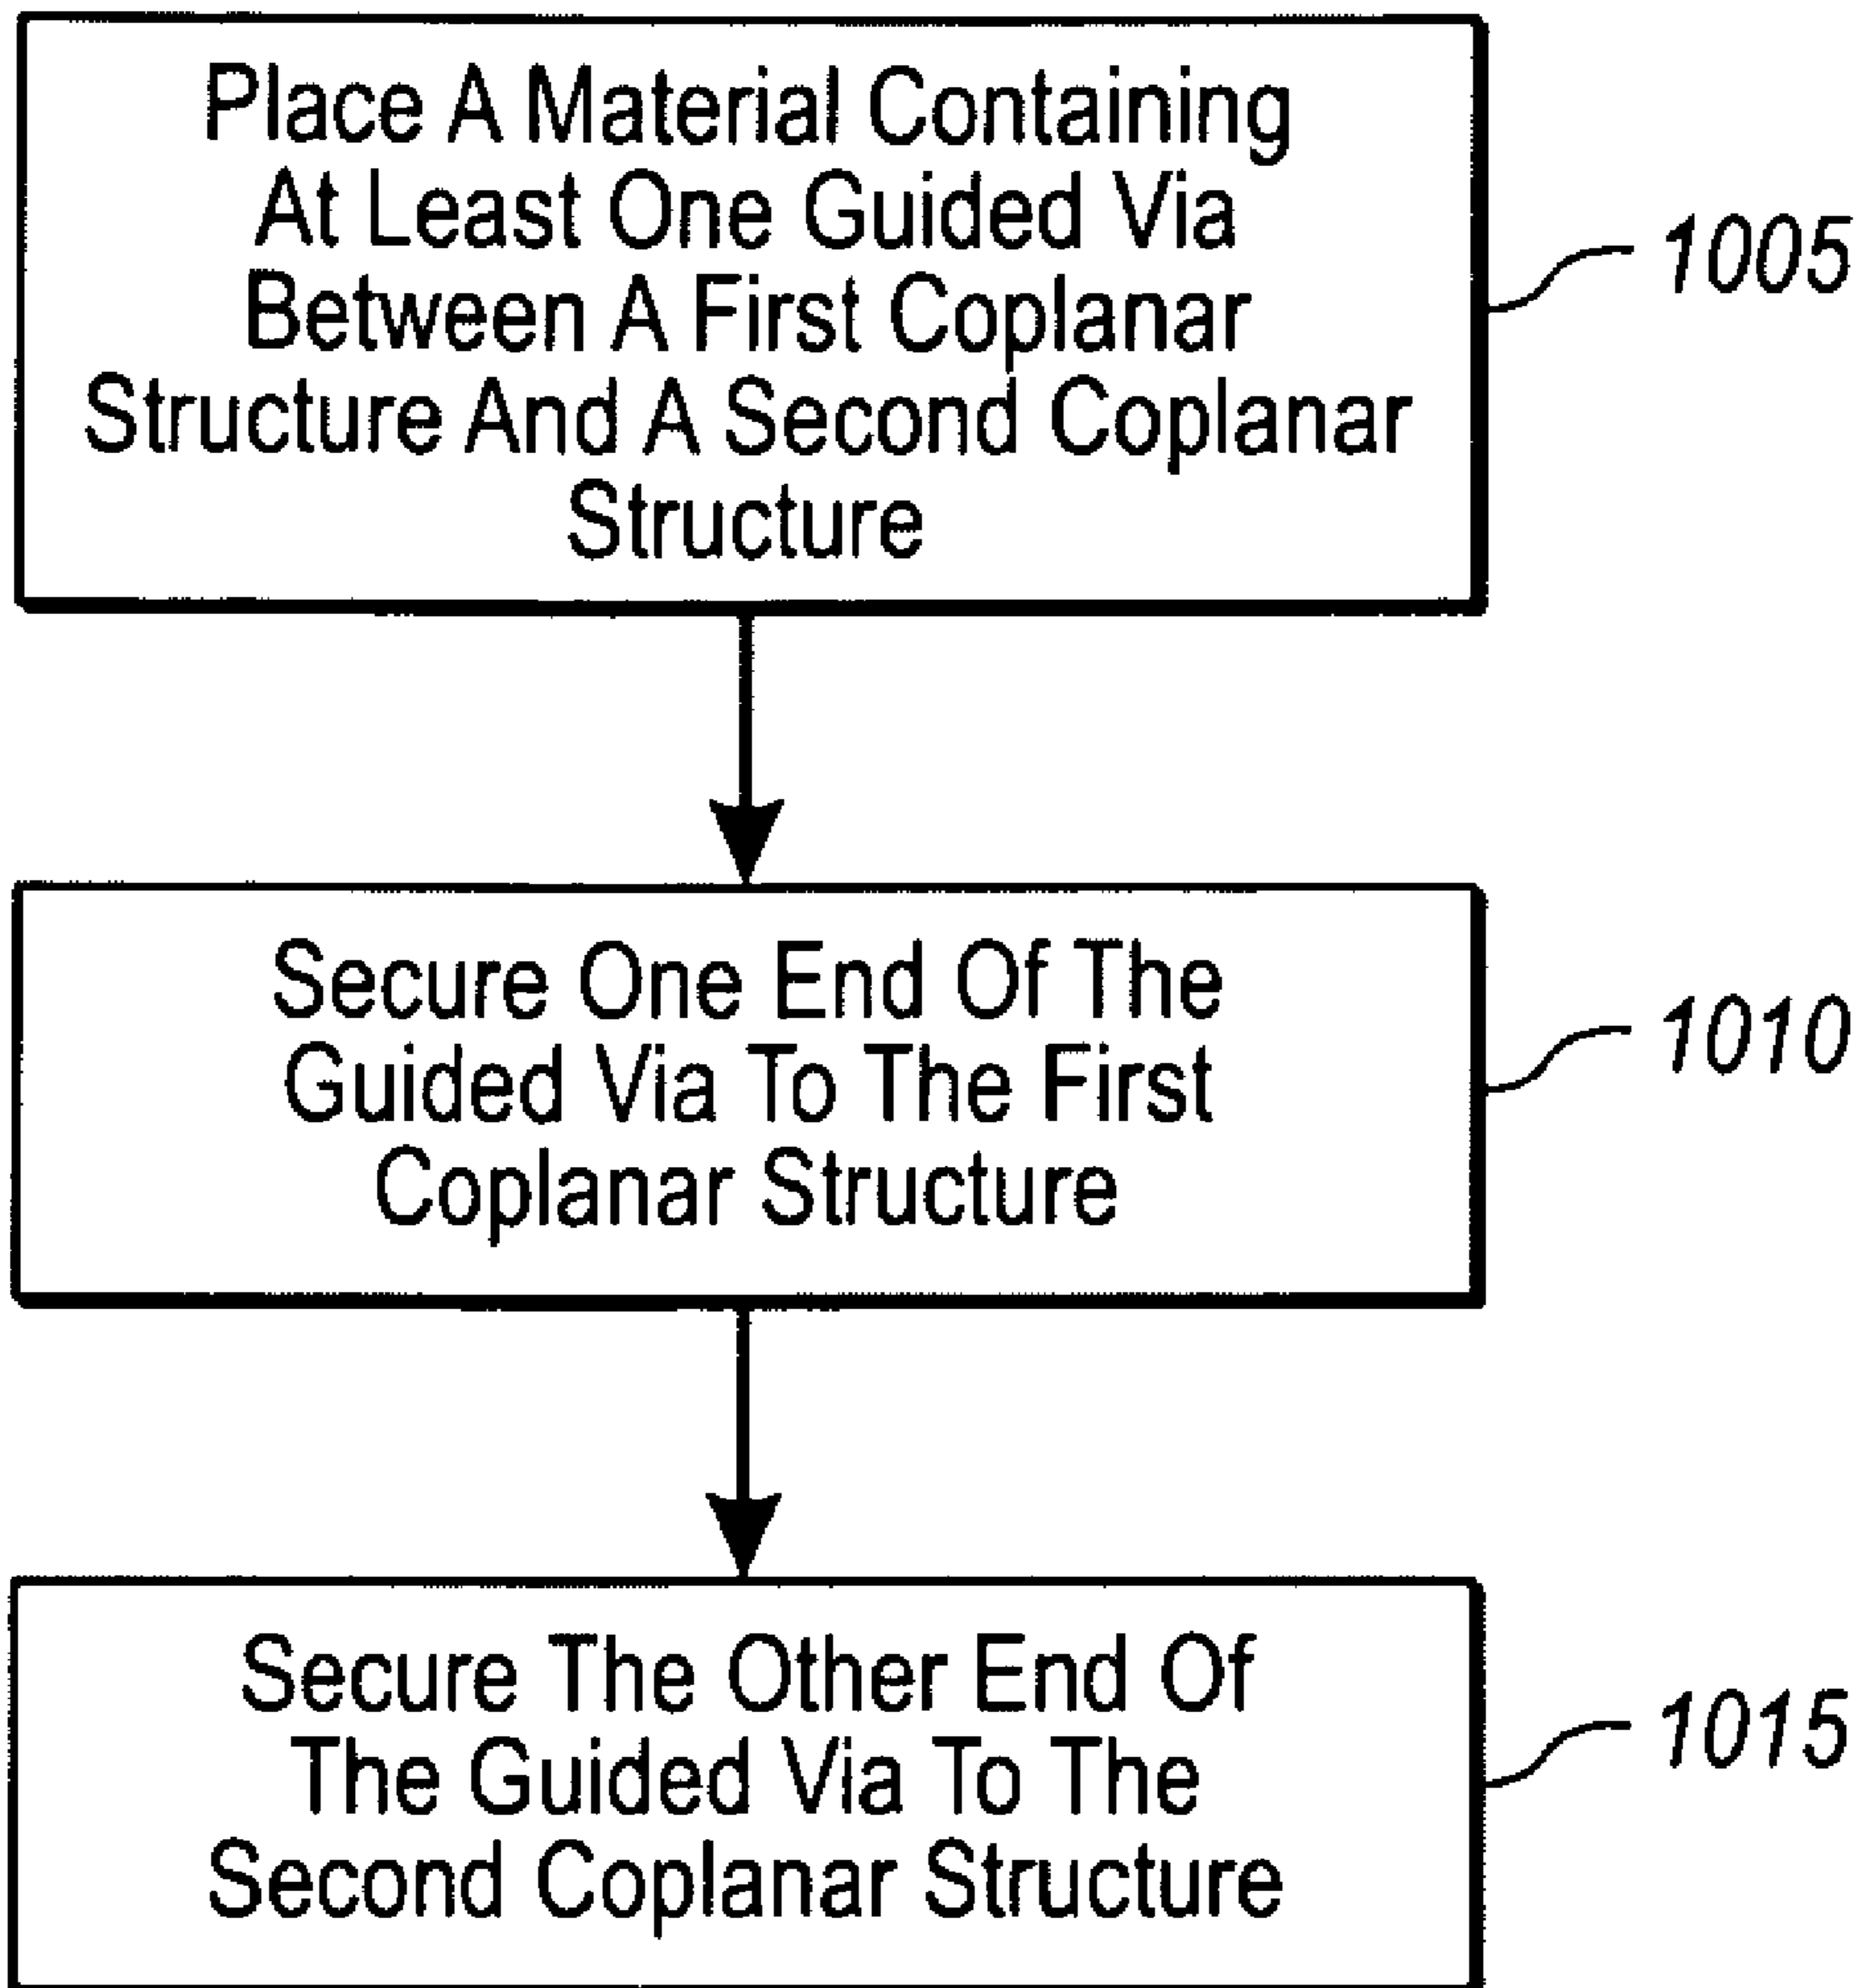 Place A Material Containing
At Least One Guided Via
Between A First Coplanar
Structure And A Second Coplanar
Structure
1005
Secure One End Of The
Guided Via To The First
Coplanar Structure
1010
Secure The Other End Of
The Guided Via To The
Second Coplanar Structure
1015